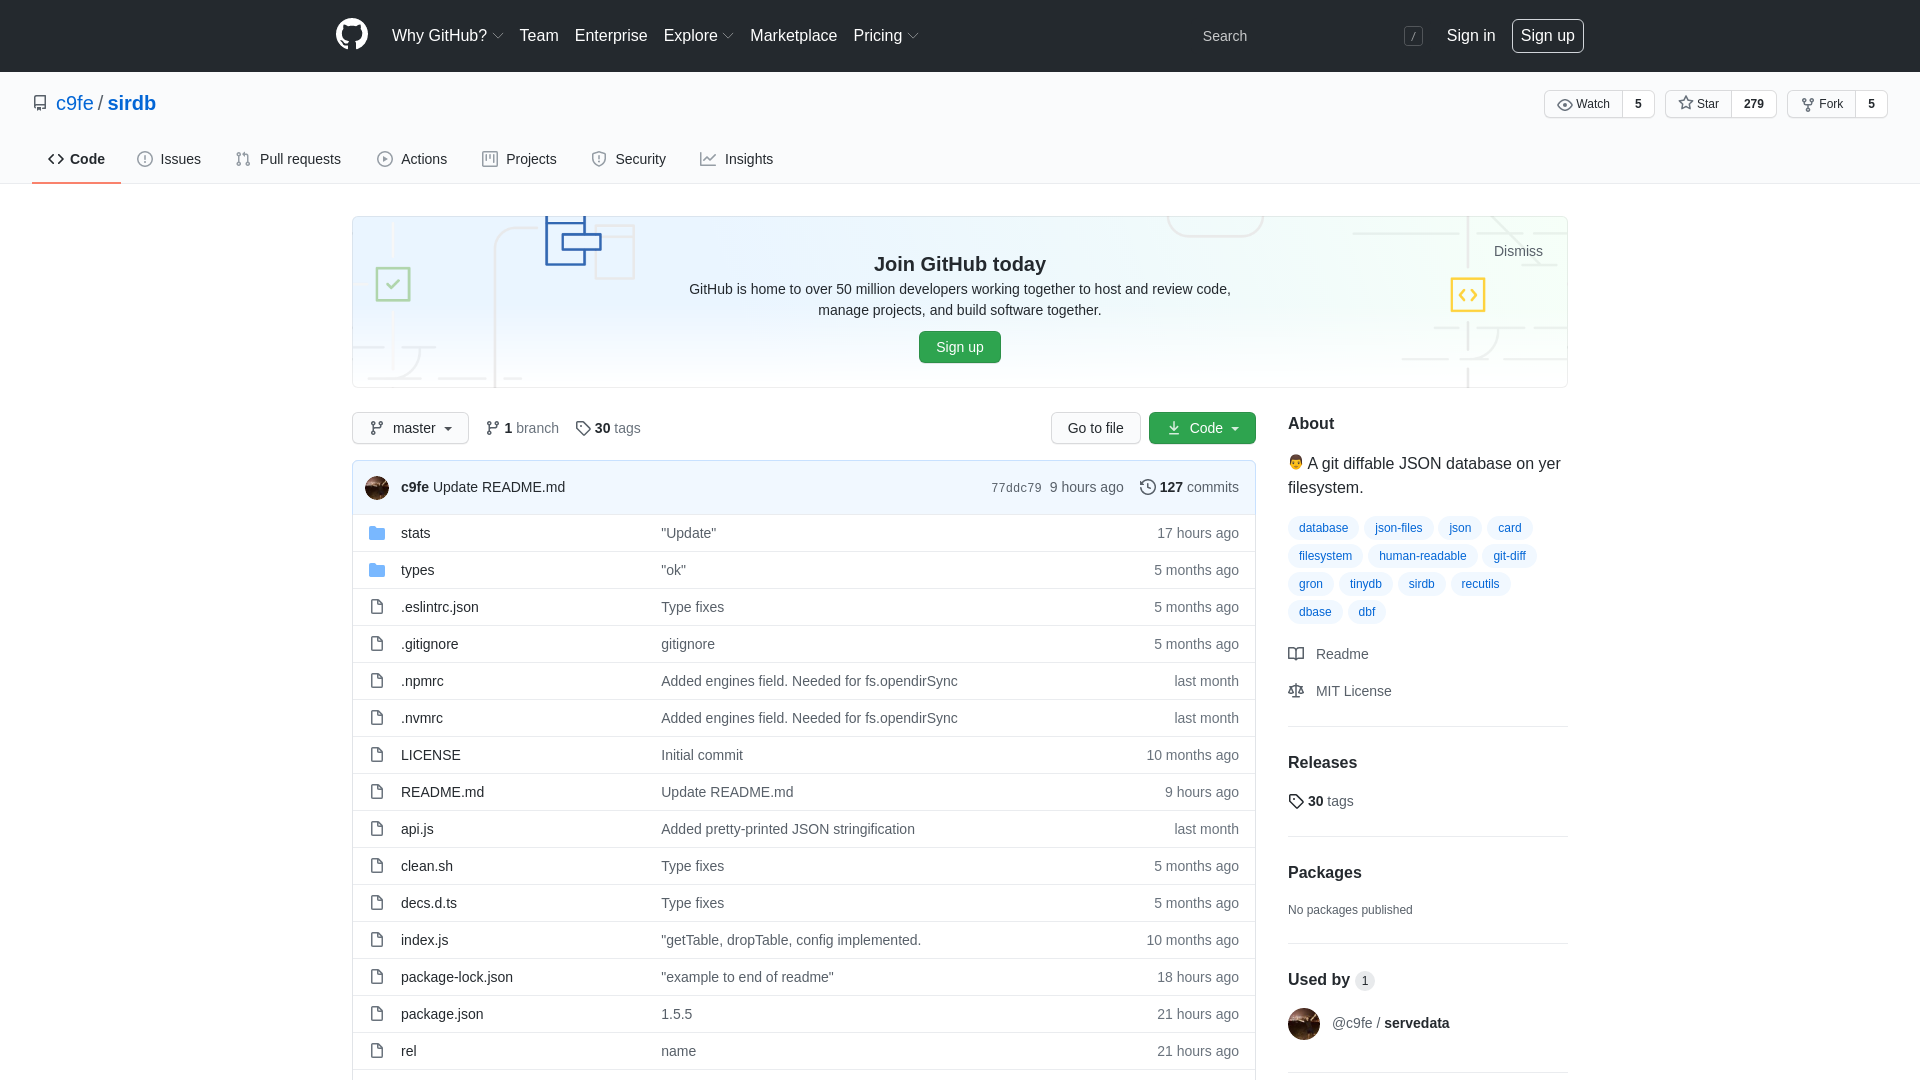 Why GitHub? Team Enterprise Explore Marketplace Pricing Search / Sign in Sign up
c9fe / sirdb Watch 5 Star 279 Fork 5
Code Issues Pull requests Actions Projects Security Insights
Dismiss
Join GitHub today
GitHub is home to over 50 million developers working together to host and review code,
manage projects, and build software together.
Sign up
master 1 branch 30 tags Go to file Code
c9fe Update README.md 77ddc79 9 hours ago 127 commits
stats "Update" 17 hours ago
types "ok" 5 months ago
.eslintrc.json Type fixes 5 months ago
.gitignore gitignore 5 months ago
.npmrc Added engines field. Needed for fs.opendirSync last month
.nvmrc Added engines field. Needed for fs.opendirSync last month
LICENSE Initial commit 10 months ago
README.md Update README.md 9 hours ago
api.js Added pretty-printed JSON stringification last month
clean.sh Type fixes 5 months ago
decs.d.ts Type fixes 5 months ago
index.js "getTable, dropTable, config implemented. 10 months ago
package-lock.json "example to end of readme" 18 hours ago
package.json 1.5.5 21 hours ago
rel name 21 hours ago
About
👨 A git diffable JSON database on yer
filesystem.
database json-files json card
filesystem human-readable git-diff
gron tinydb sirdb recutils
dbase dbf
Readme
MIT License
Releases
30 tags
Packages
No packages published
Used by 1
@c9fe / servedata